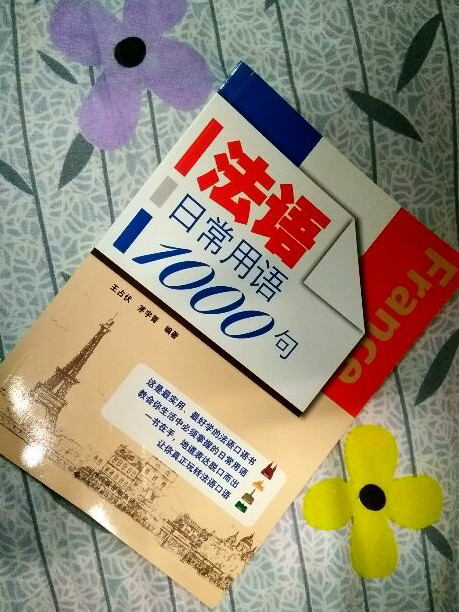 法语
日常用语
1000句
France
王占伏 茅宇菁 编著
这是最实用、最好学的法语口语书
教会你生活中必须掌握的日常用语
一书在手，地道表达脱口而出
让你真正玩转法语口语